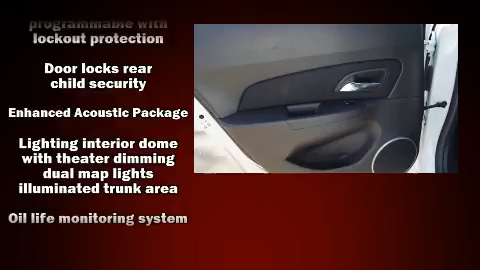 programmable with
lockout protection
Door locks rear
child security
Enhanced Acoustic Package
Lighting interior dome
with theater dimming
dual map lights
illuminated trunk area
Oil life monitoring system